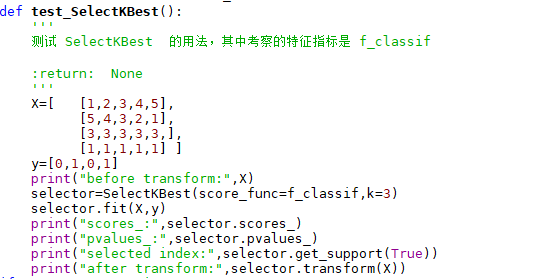 def test_SelectKBest():
    '''
    测试 SelectKBest  的用法，其中考察的特征指标是 f_classif

    :return:  None
    '''
    X=[   [1,2,3,4,5],
          [5,4,3,2,1],
          [3,3,3,3,3,],
          [1,1,1,1,1] ]
    y=[0,1,0,1]
    print("before transform:",X)
    selector=SelectKBest(score_func=f_classif,k=3)
    selector.fit(X,y)
    print("scores_:",selector.scores_)
    print("pvalues_:",selector.pvalues_)
    print("selected index:",selector.get_support(True))
    print("after transform:",selector.transform(X))